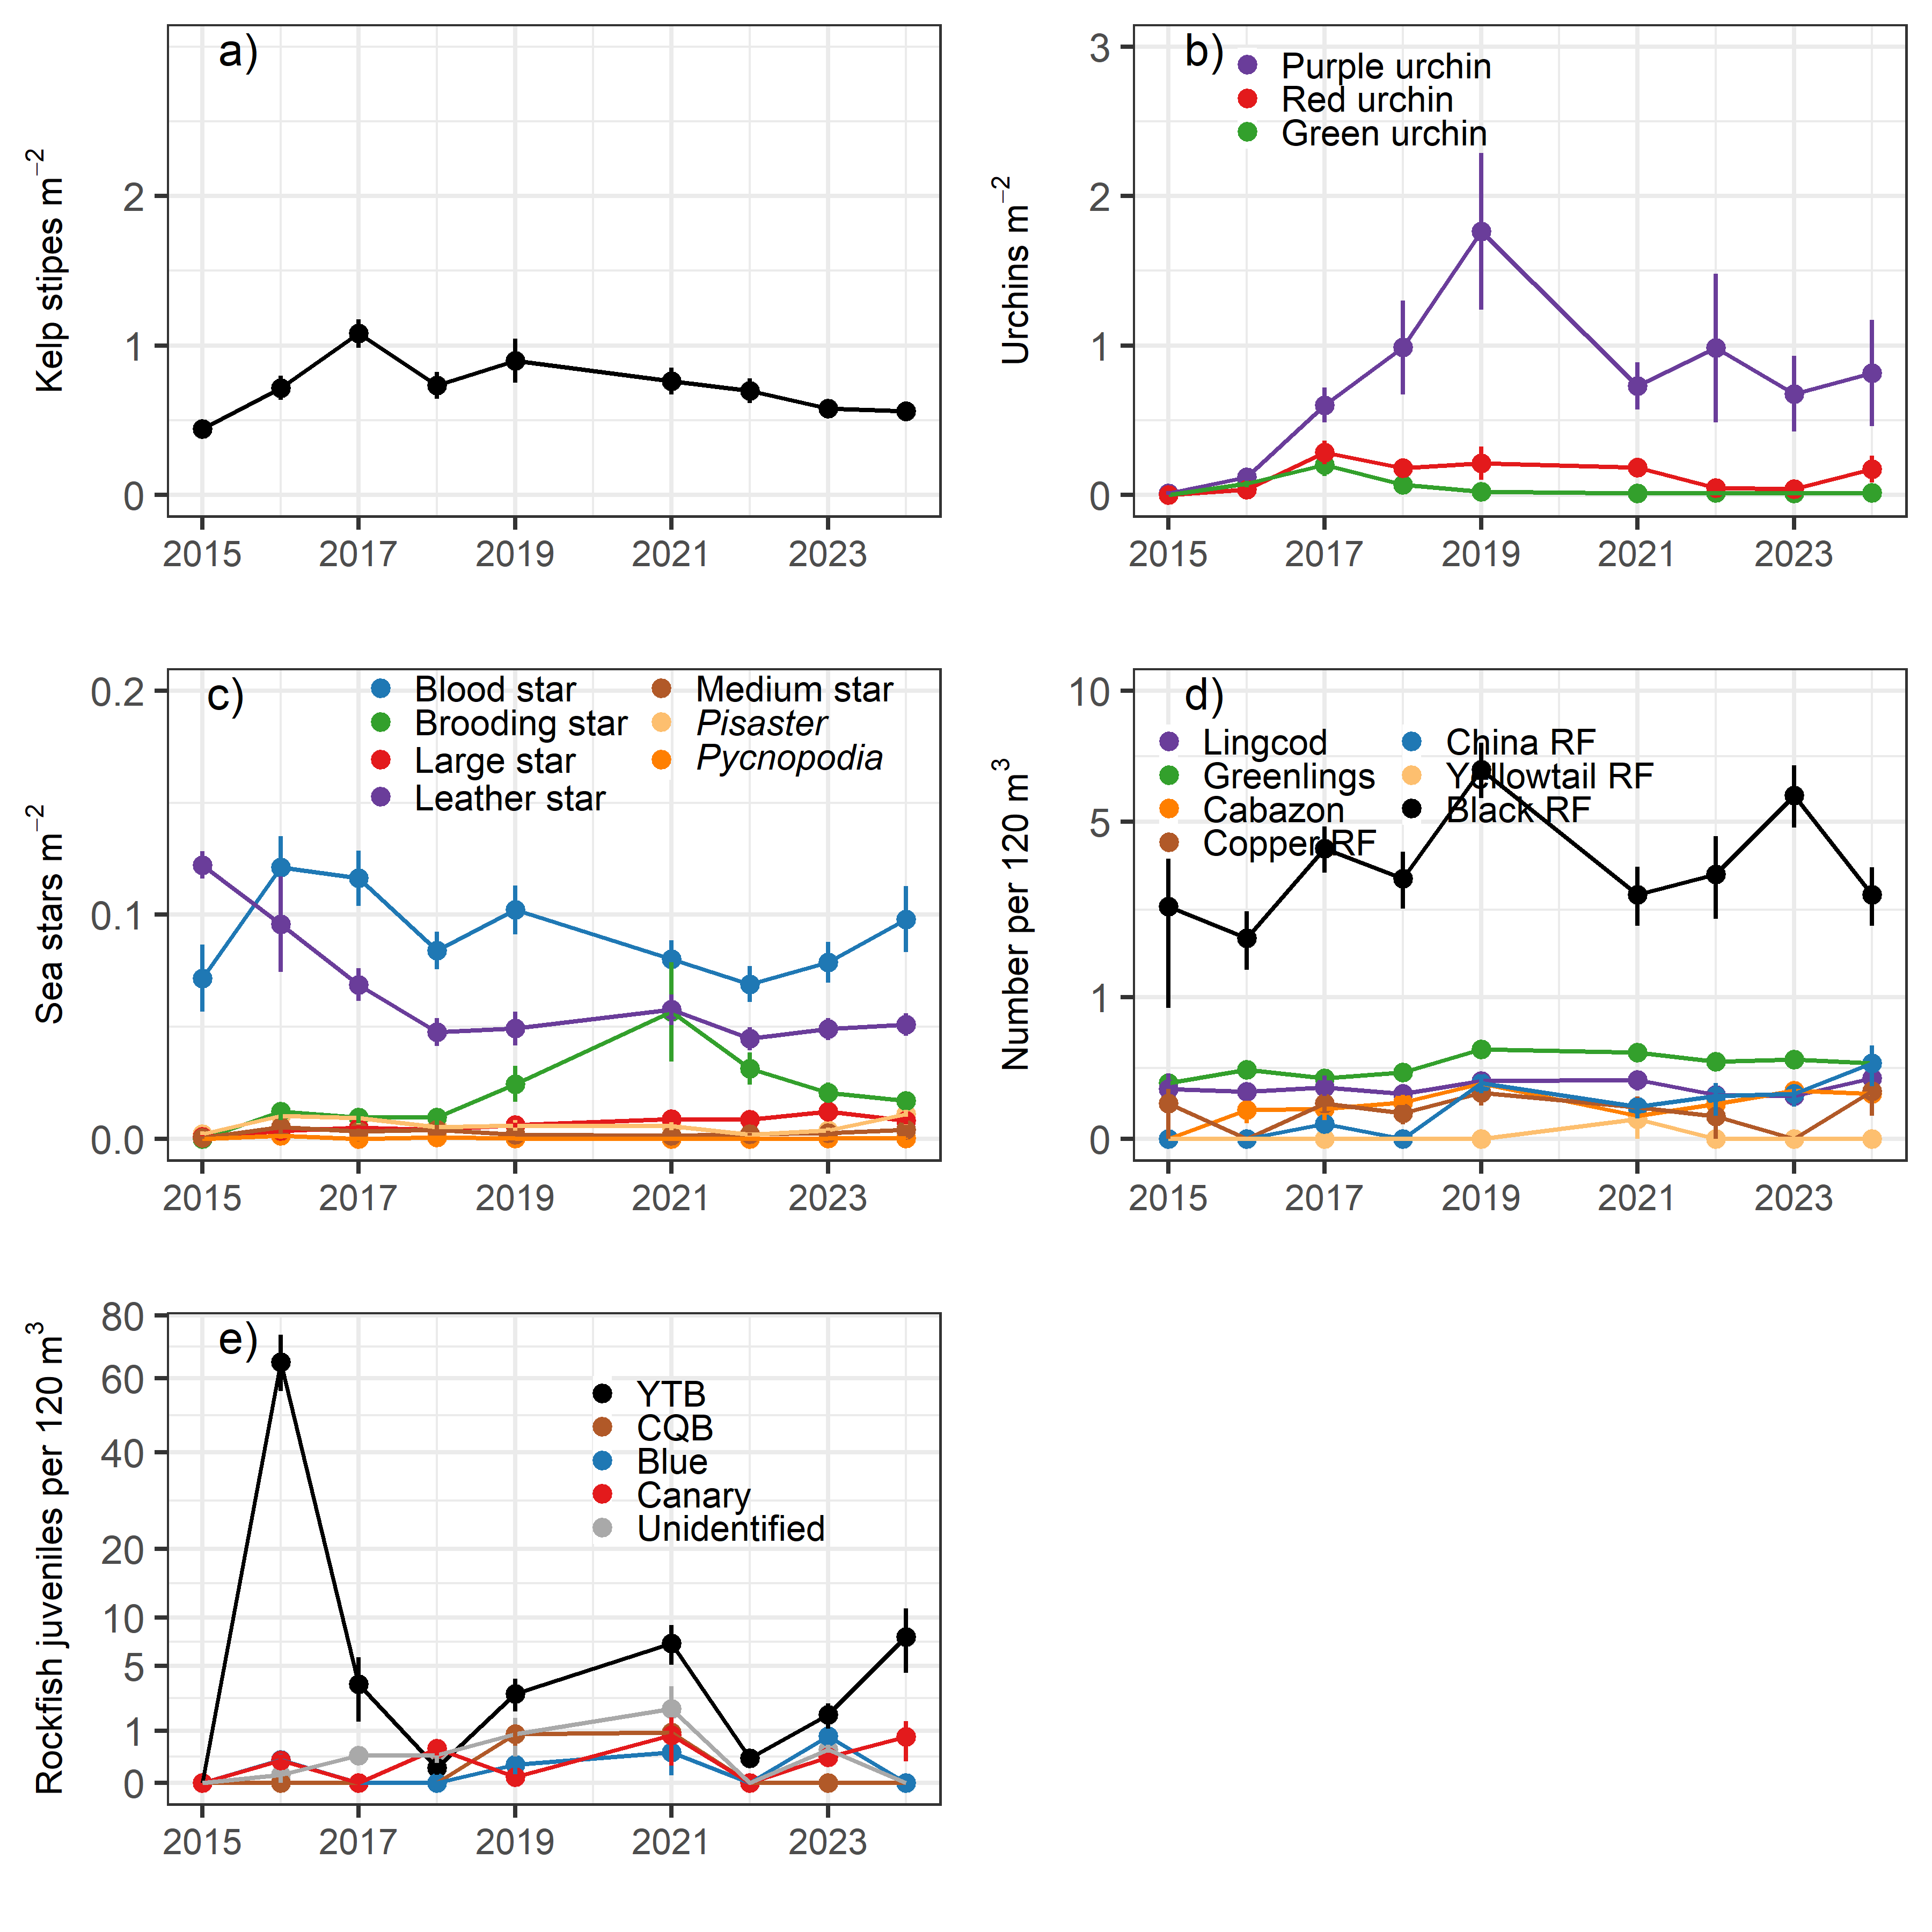 a)
Kelp stipes m−2
2
1
0
2015 2017 2019 2021 2023
b)
Purple urchin
Red urchin
Green urchin
Urchins m−2
3
2
1
0
2015 2017 2019 2021 2023
c)
Blood star
Brooding star
Large star
Leather star
Medium star
Pisaster
Pycnopodia
Sea stars m−2
0.2
0.1
0.0
2015 2017 2019 2021 2023
d)
Lingcod
Greenlings
Cabazon
Copper RF
China RF
Yellowtail RF
Black RF
Number per 120 m3
10
5
1
0
2015 2017 2019 2021 2023
e)
YTB
CQB
Blue
Canary
Unidentified
Rockfish juveniles per 120 m3
80
60
40
20
10
5
1
0
2015 2017 2019 2021 2023